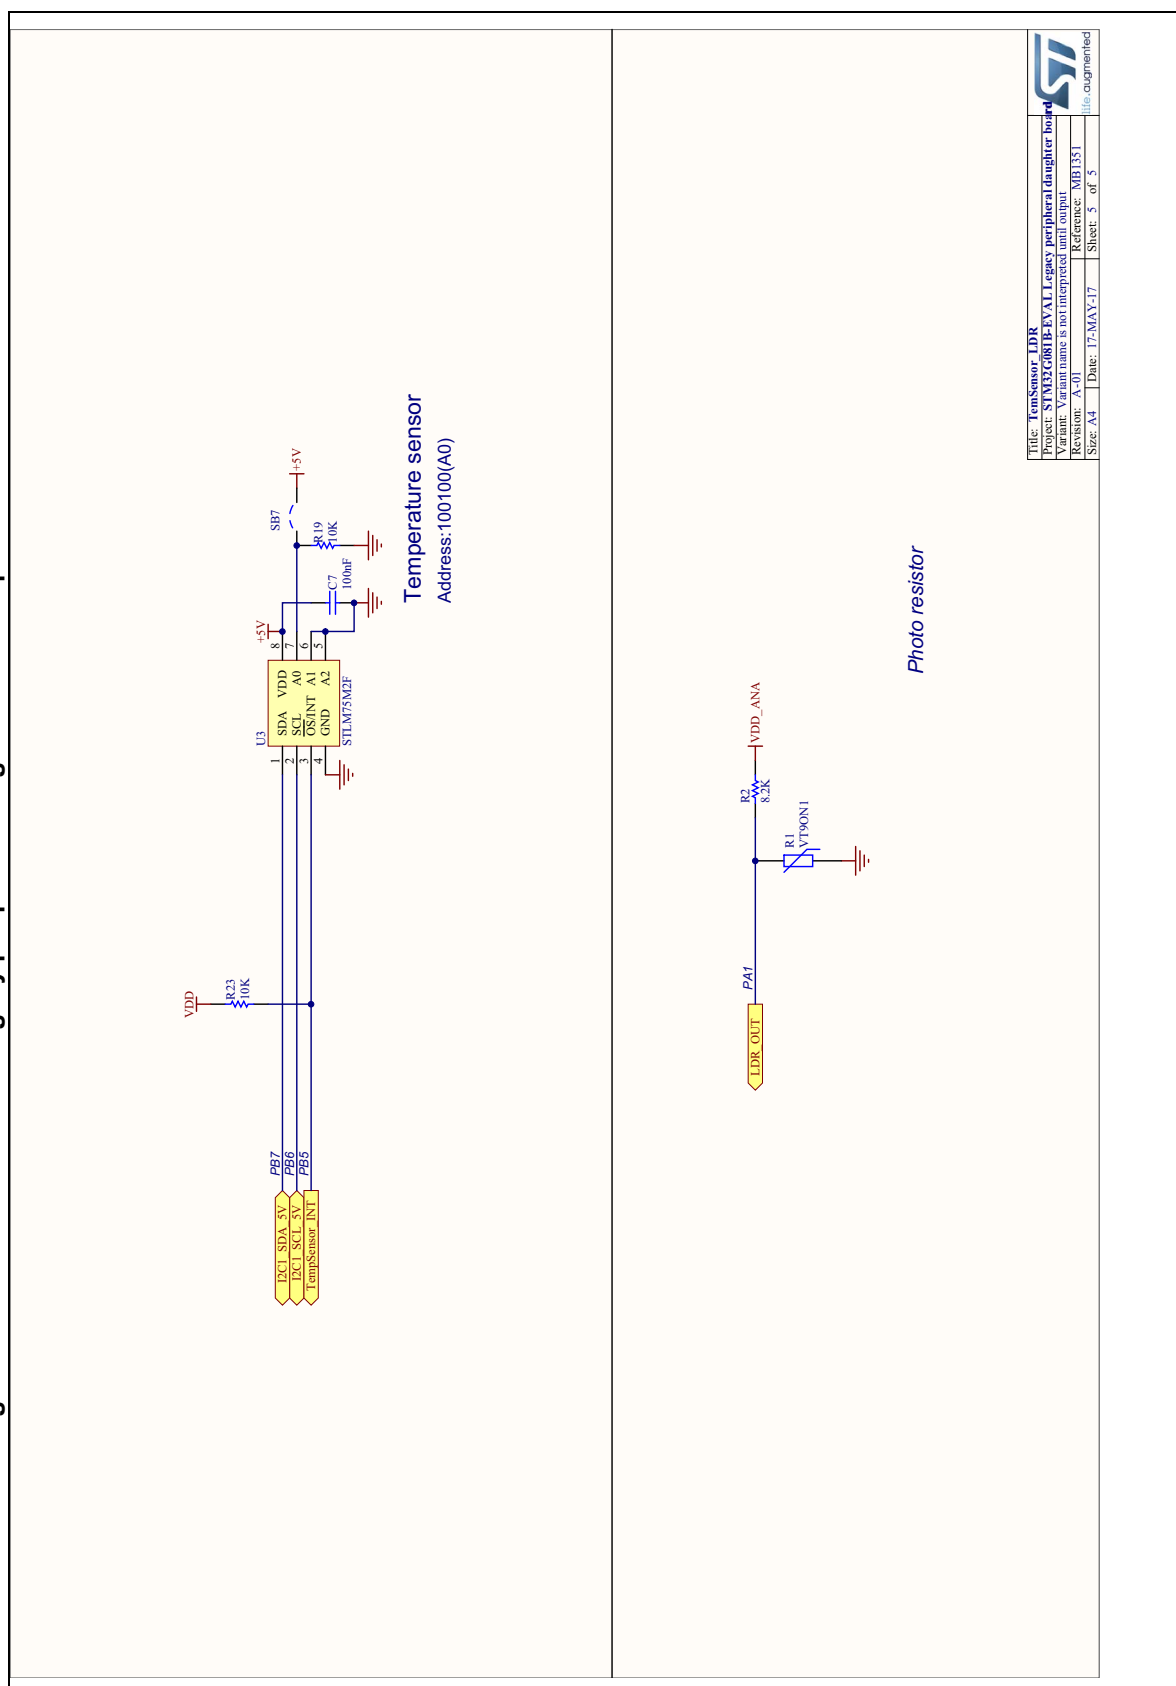 VDD
R23
10K
I2C1_SDA_5V
PB7
I2C1_SCL_5V
PB6
TempSensor_INT
PB5
U3
1
SDA
VDD
8
2
SCL
A0
7
3
OS/INT
A1
6
4
GND
A2
5
STLM75M2F
+5V
C7
100nF
SB7
R19
10K
+5V
Temperature sensor
Address:100100(A0)
LDR_OUT
PA1
R2
8.2K
VDD_ANA
R1
VT9ON1
Photo resistor
Title: TemSensor_LDR
Project: STM32G081B-EVAL Legacy peripheral daughter board
Variant: Variant name is not interpreted until output
Revision: A-01
Reference: MB1351
Size: A4
Date: 17-MAY-17
Sheet: 5 of 5
life.augmented